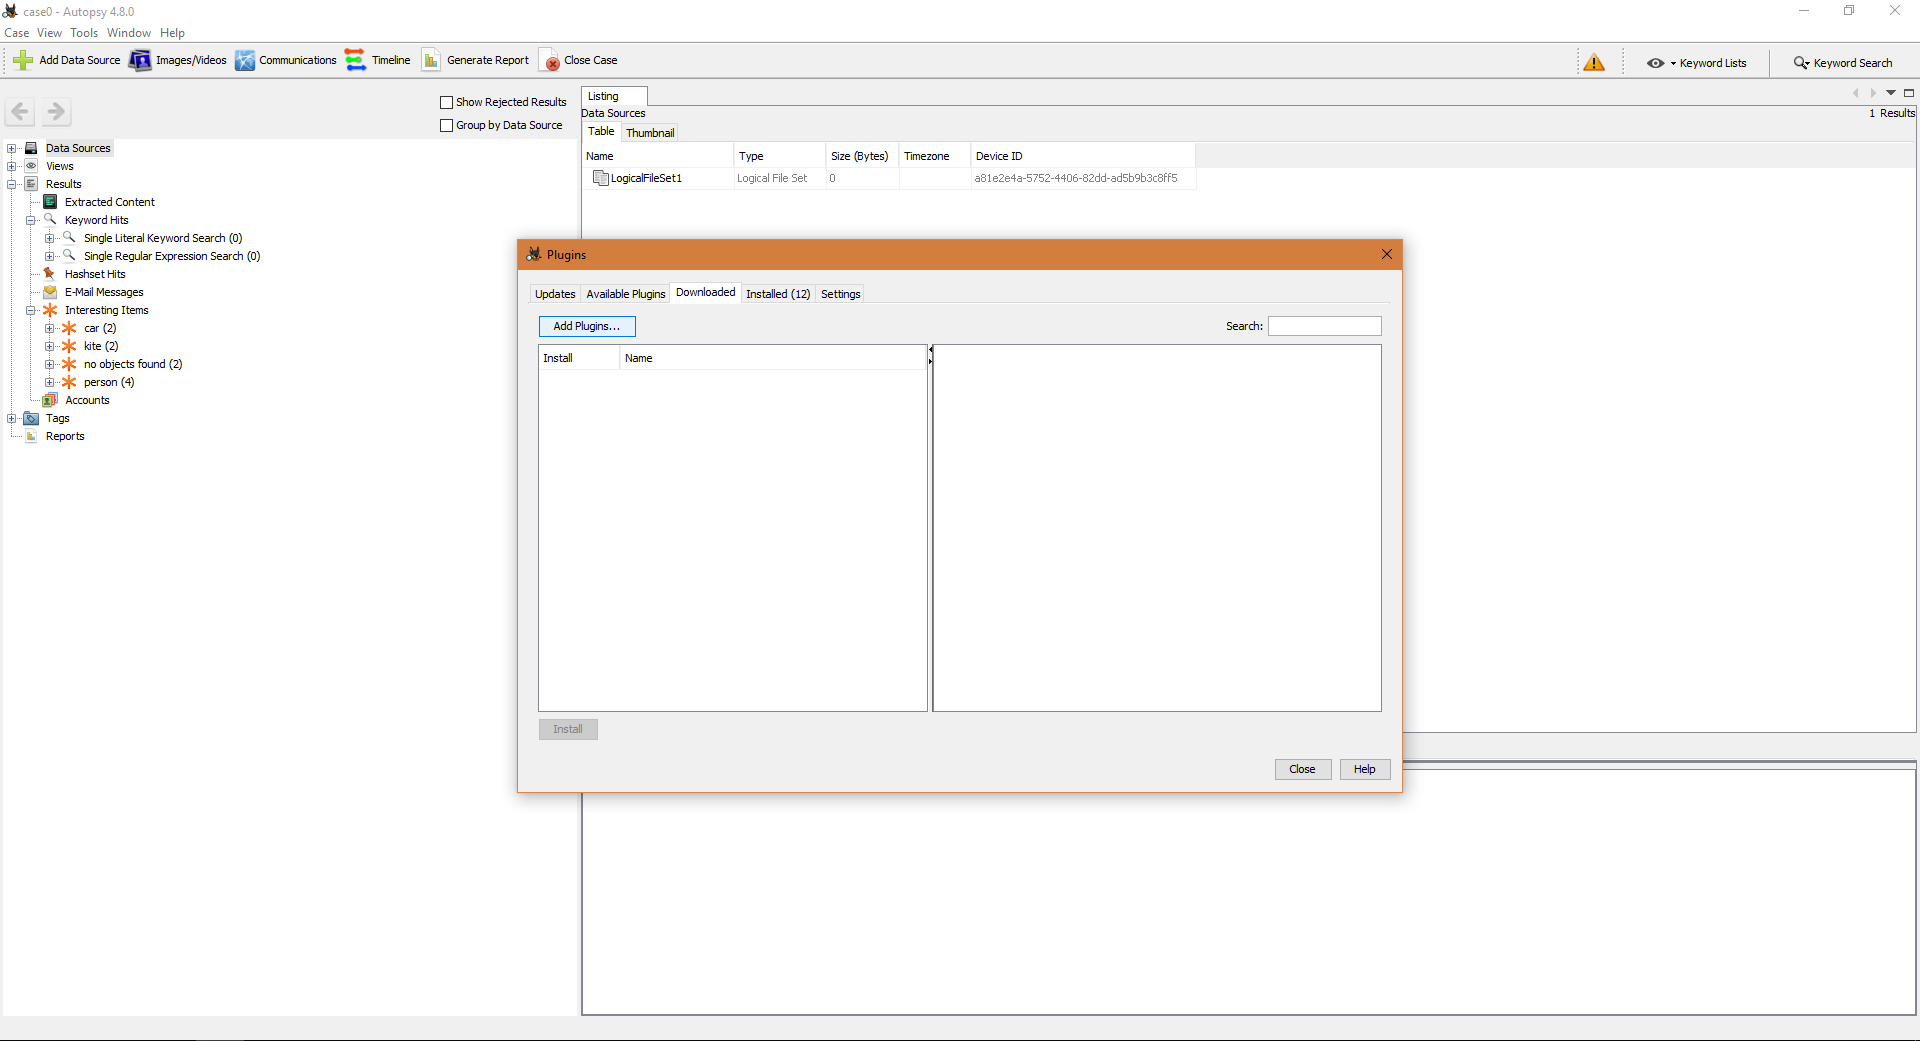 case0 - Autopsy 4.8.0
Case View Tools Window Help
Add Data Source Images/Videos Communications Timeline Generate Report Close Case Keyword Lists Keyword Search
Show Rejected Results
Group by Data Source
Data Sources
Views
Results
Extracted Content
Keyword Hits
Single Literal Keyword Search (0)
Single Regular Expression Search (0)
Hashset Hits
E-Mail Messages
Interesting Items
car (2)
kite (2)
no objects found (2)
person (4)
Accounts
Tags
Reports
Listing
Data Sources 1 Results
Table Thumbnail
Name Type Size (Bytes) Timezone Device ID
LogicalFileSet1 Logical File Set 0 a81e2e4a-5752-4406-82dd-ad5b9b3c8ff5
Plugins
Updates Available Plugins Downloaded Installed (12) Settings
Add Plugins... Search:
Install Name
Install
Close Help